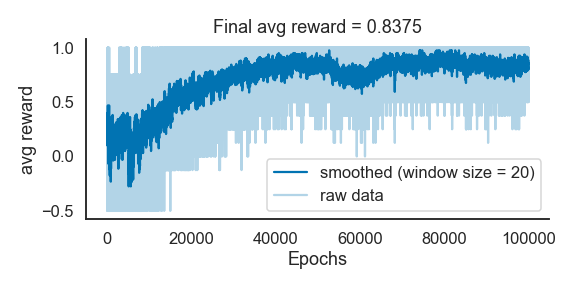 Final avg reward = 0.8375
1.0
0.5
0.0
−0.5
avg reward
smoothed (window size = 20)
raw data
0
20000
40000
60000
80000
100000
Epochs